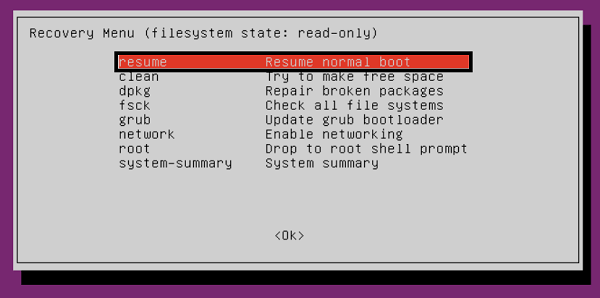 Recovery Menu (filesystem state: read-only)
resume Resume normal boot
clean Try to make free space
dpkg Repair broken packages
fsck Check all file systems
grub Update grub bootloader
network Enable networking
root Drop to root shell prompt
system-summary System summary
<Ok>